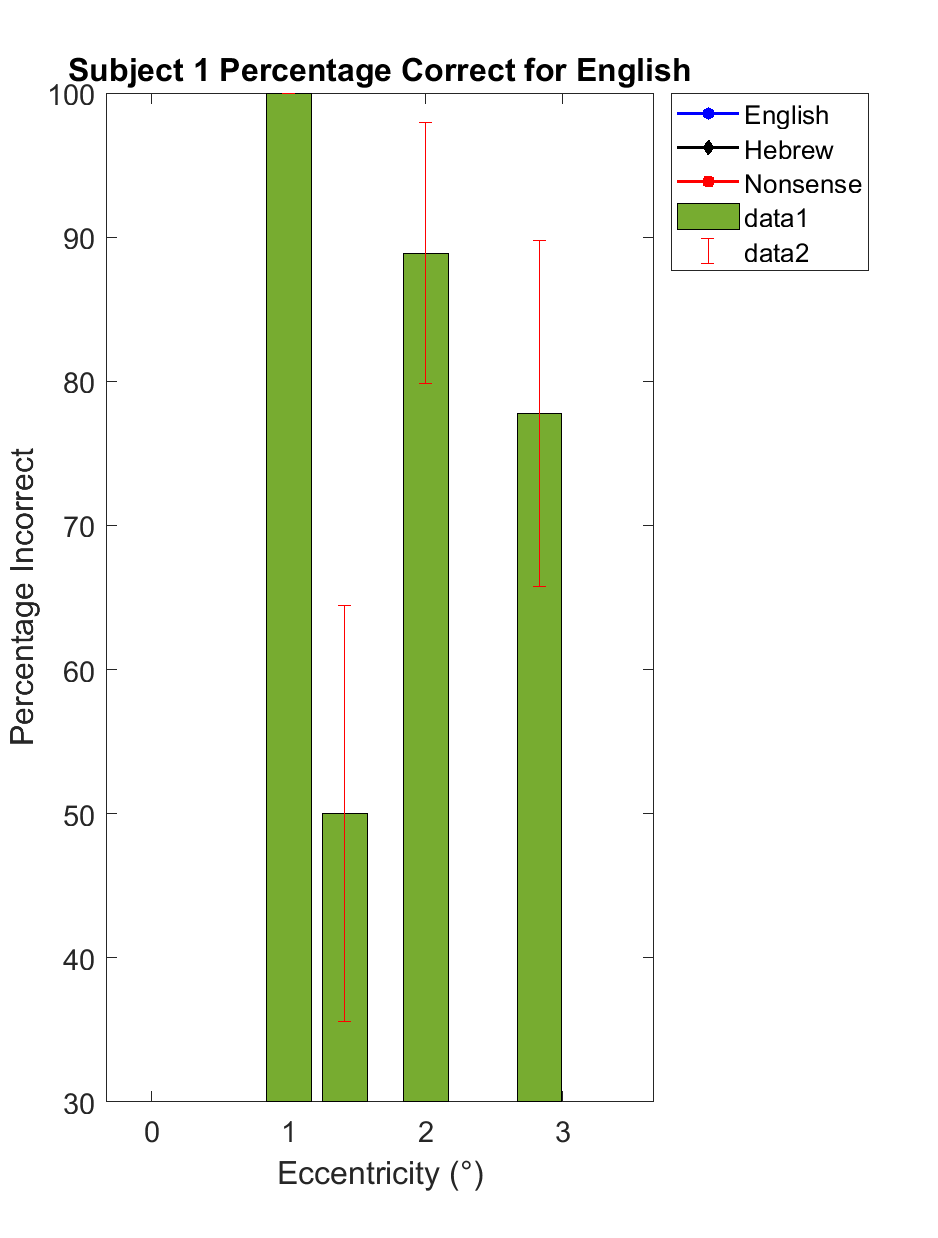 Subject 1 Percentage Correct for English
100
90
80
70
60
50
40
30
Percentage Incorrect
0 1 2 3
Eccentricity (°)
English
Hebrew
Nonsense
data1
data2